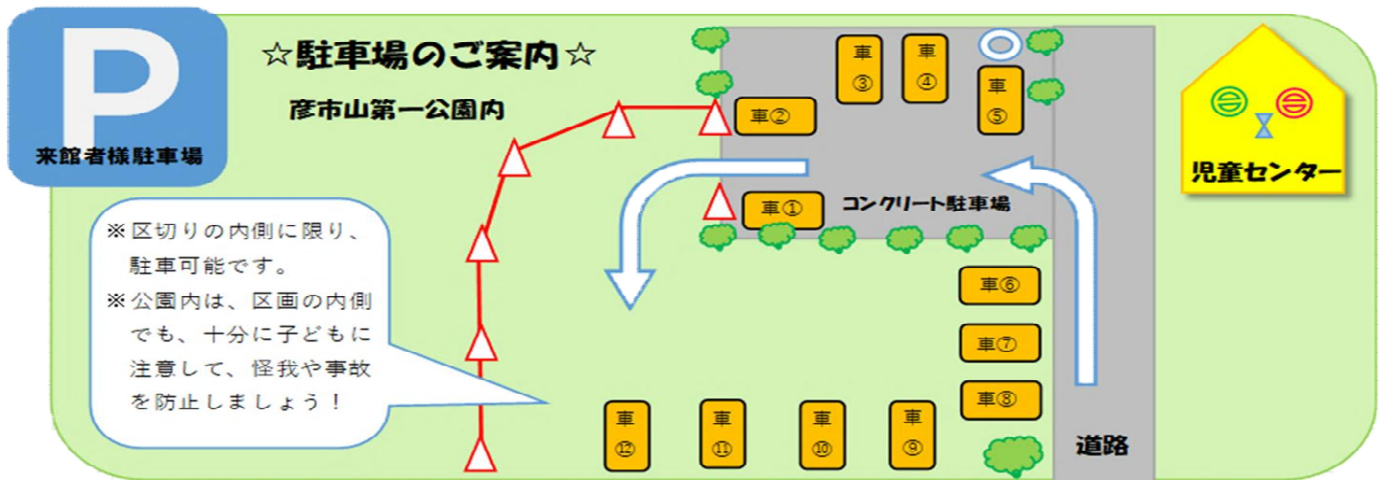 P
来館者様駐車場
☆駐車場のご案内☆
彦市山第一公園内
※区切りの内側に限り、
駐車可能です。
※公園内は、区画の内側
でも、十分に子どもに
注意して、怪我や事故
を防止しましょう！
車③
車④
車⑤
車②
車①
コンクリート駐車場
車⑥
車⑦
車⑧
車⑫
車⑪
車⑩
車⑨
道路
児童センター